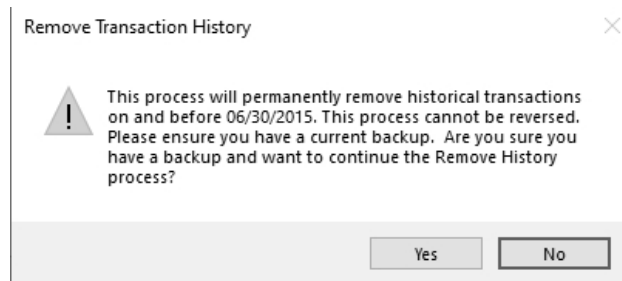 Remove Transaction History
This process will permanently remove historical transactions
on and before 06/30/2015. This process cannot be reversed.
Please ensure you have a current backup.  Are you sure you
have a backup and want to continue the Remove History
process?
Yes No